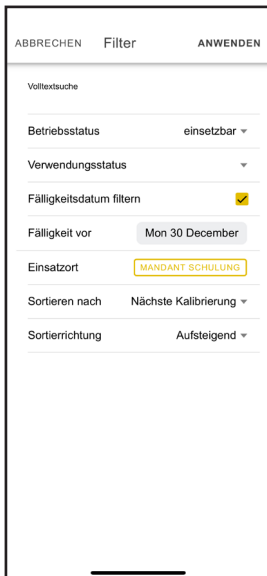 ABBRECHEN Filter ANWENDEN
Volltextsuche
Betriebsstatus einsetzbar
Verwendungsstatus
Fälligkeitsdatum filtern
Fälligkeit vor Mon 30 December
Einsatzort MANDANT SCHULUNG
Sortieren nach Nächste Kalibrierung
Sortierrichtung Aufsteigend